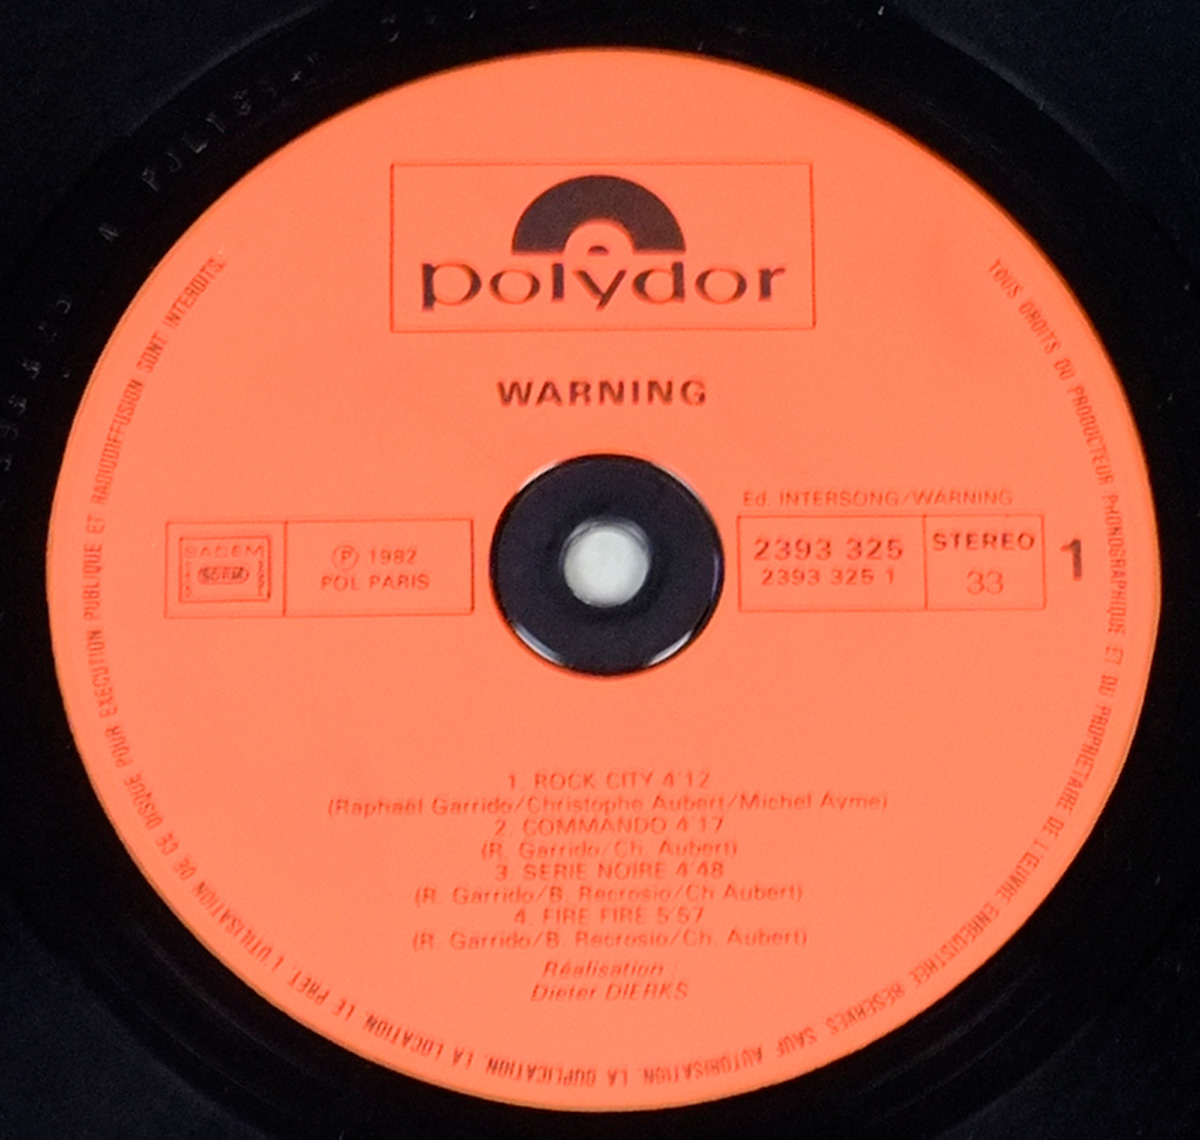 polydor
WARNING
Ed. INTERSONG/WARNING
SACEM
SDRM
℗ 1982
POL PARIS
2393 325
2393 325 1
STEREO
33
1
1. ROCK CITY 4'12
(Raphaël Garrido/Christophe Aubert/Michel Ayme)
2. COMMANDO 4'17
(R. Garrido/Ch. Aubert)
3. SERIE NOIRE 4'48
(R. Garrido/B. Recrosio/Ch Aubert)
4. FIRE FIRE 5'57
(R. Garrido/B. Recrosio/Ch. Aubert)
Réalisation :
Dieter DIERKS
TOUS DROITS DU PRODUCTEUR PHONOGRAPHIQUE ET DU PROPRIETAIRE DE L'ŒUVRE ENREGISTREE RESERVES SAUF AUTORISATION, LA DUPLICATION, LA LOCATION, LE PRET, L'UTILISATION DE CE DISQUE POUR EXECUTION PUBLIQUE ET RADIODIFFUSION SONT INTERDITS.